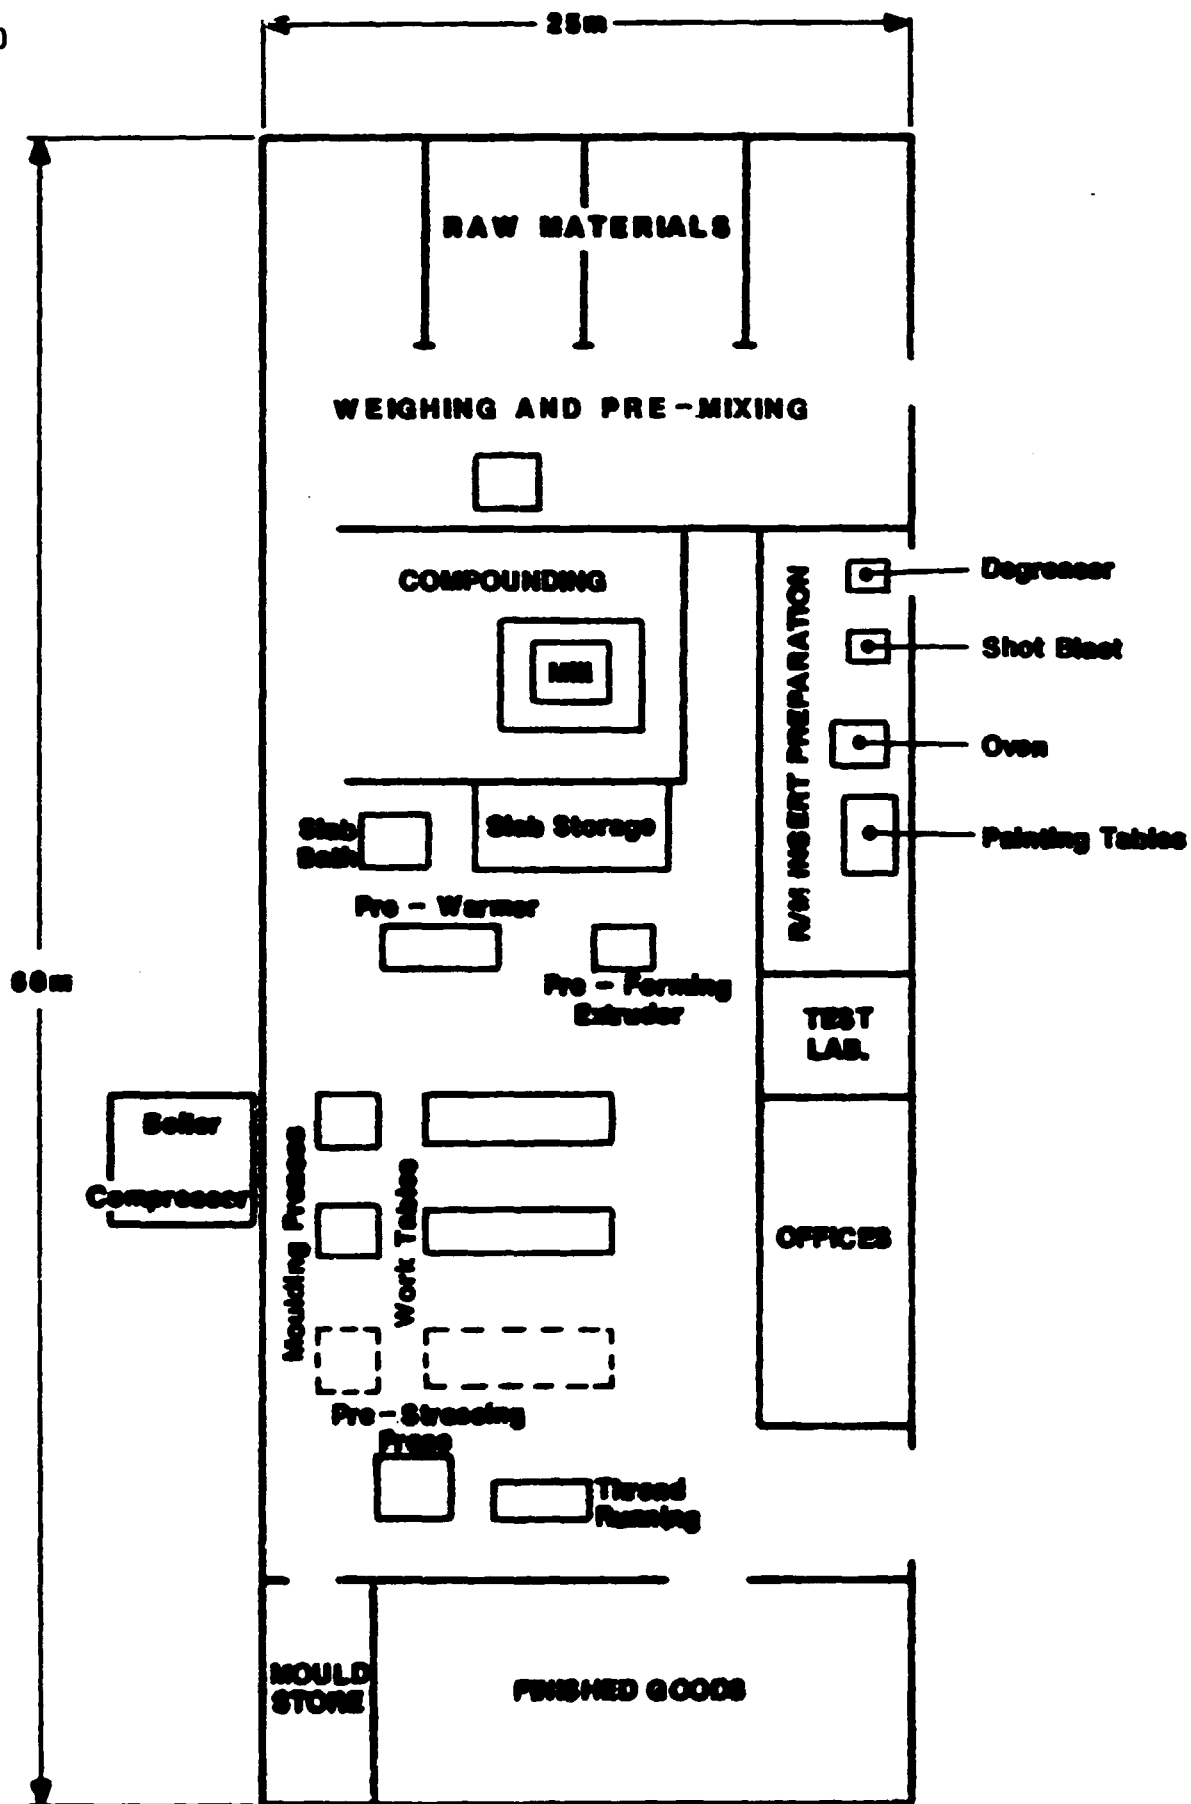 25m
RAW MATERIALS
WEIGHING AND PRE-MIXING
COMPOUNDING
Mill
Degreaser
Shot Blast
Oven
Painting Tables
R/M INSERT PREPARATION
Slab
Bath
Slab Storage
Pre-Warmer
Pre-Forming
Extruder
60m
TEST
LAB.
Boiler
Compressor
Moulding Presses
Work Tables
OFFICES
Pre-Stressing
Press
Thread
Running
MOULD
STORE
FINISHED GOODS